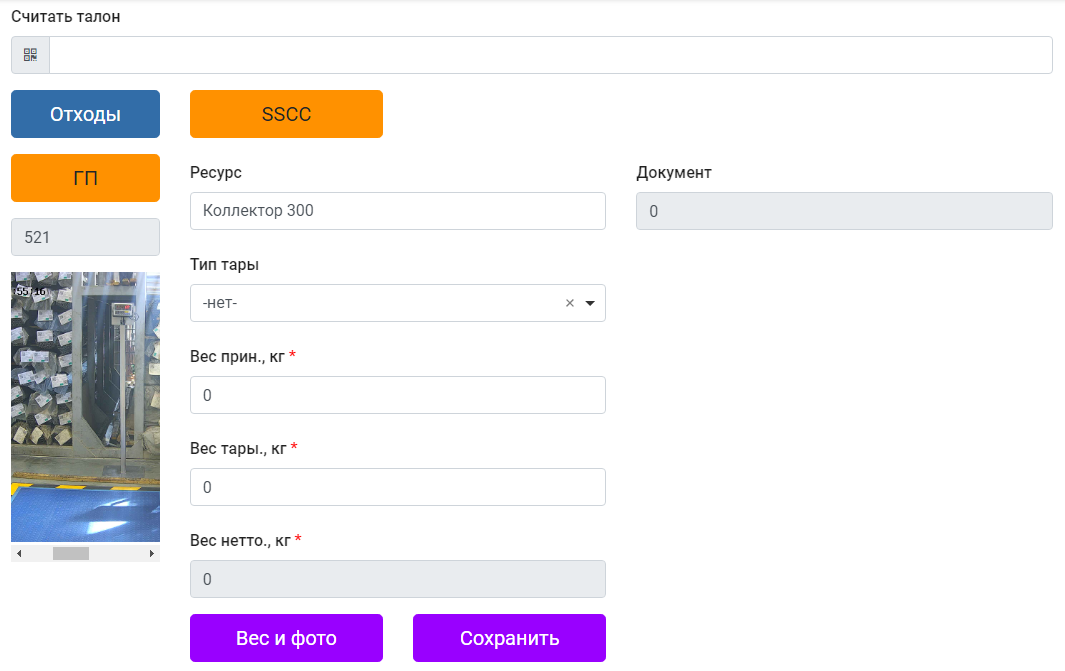 Считать талон
Отходы
SSCC
ГП
521
Ресурс
Коллектор 300
Документ
0
Тип тары
-нет-
Вес прин., кг *
0
Вес тары., кг *
0
Вес нетто., кг *
0
Вес и фото
Сохранить